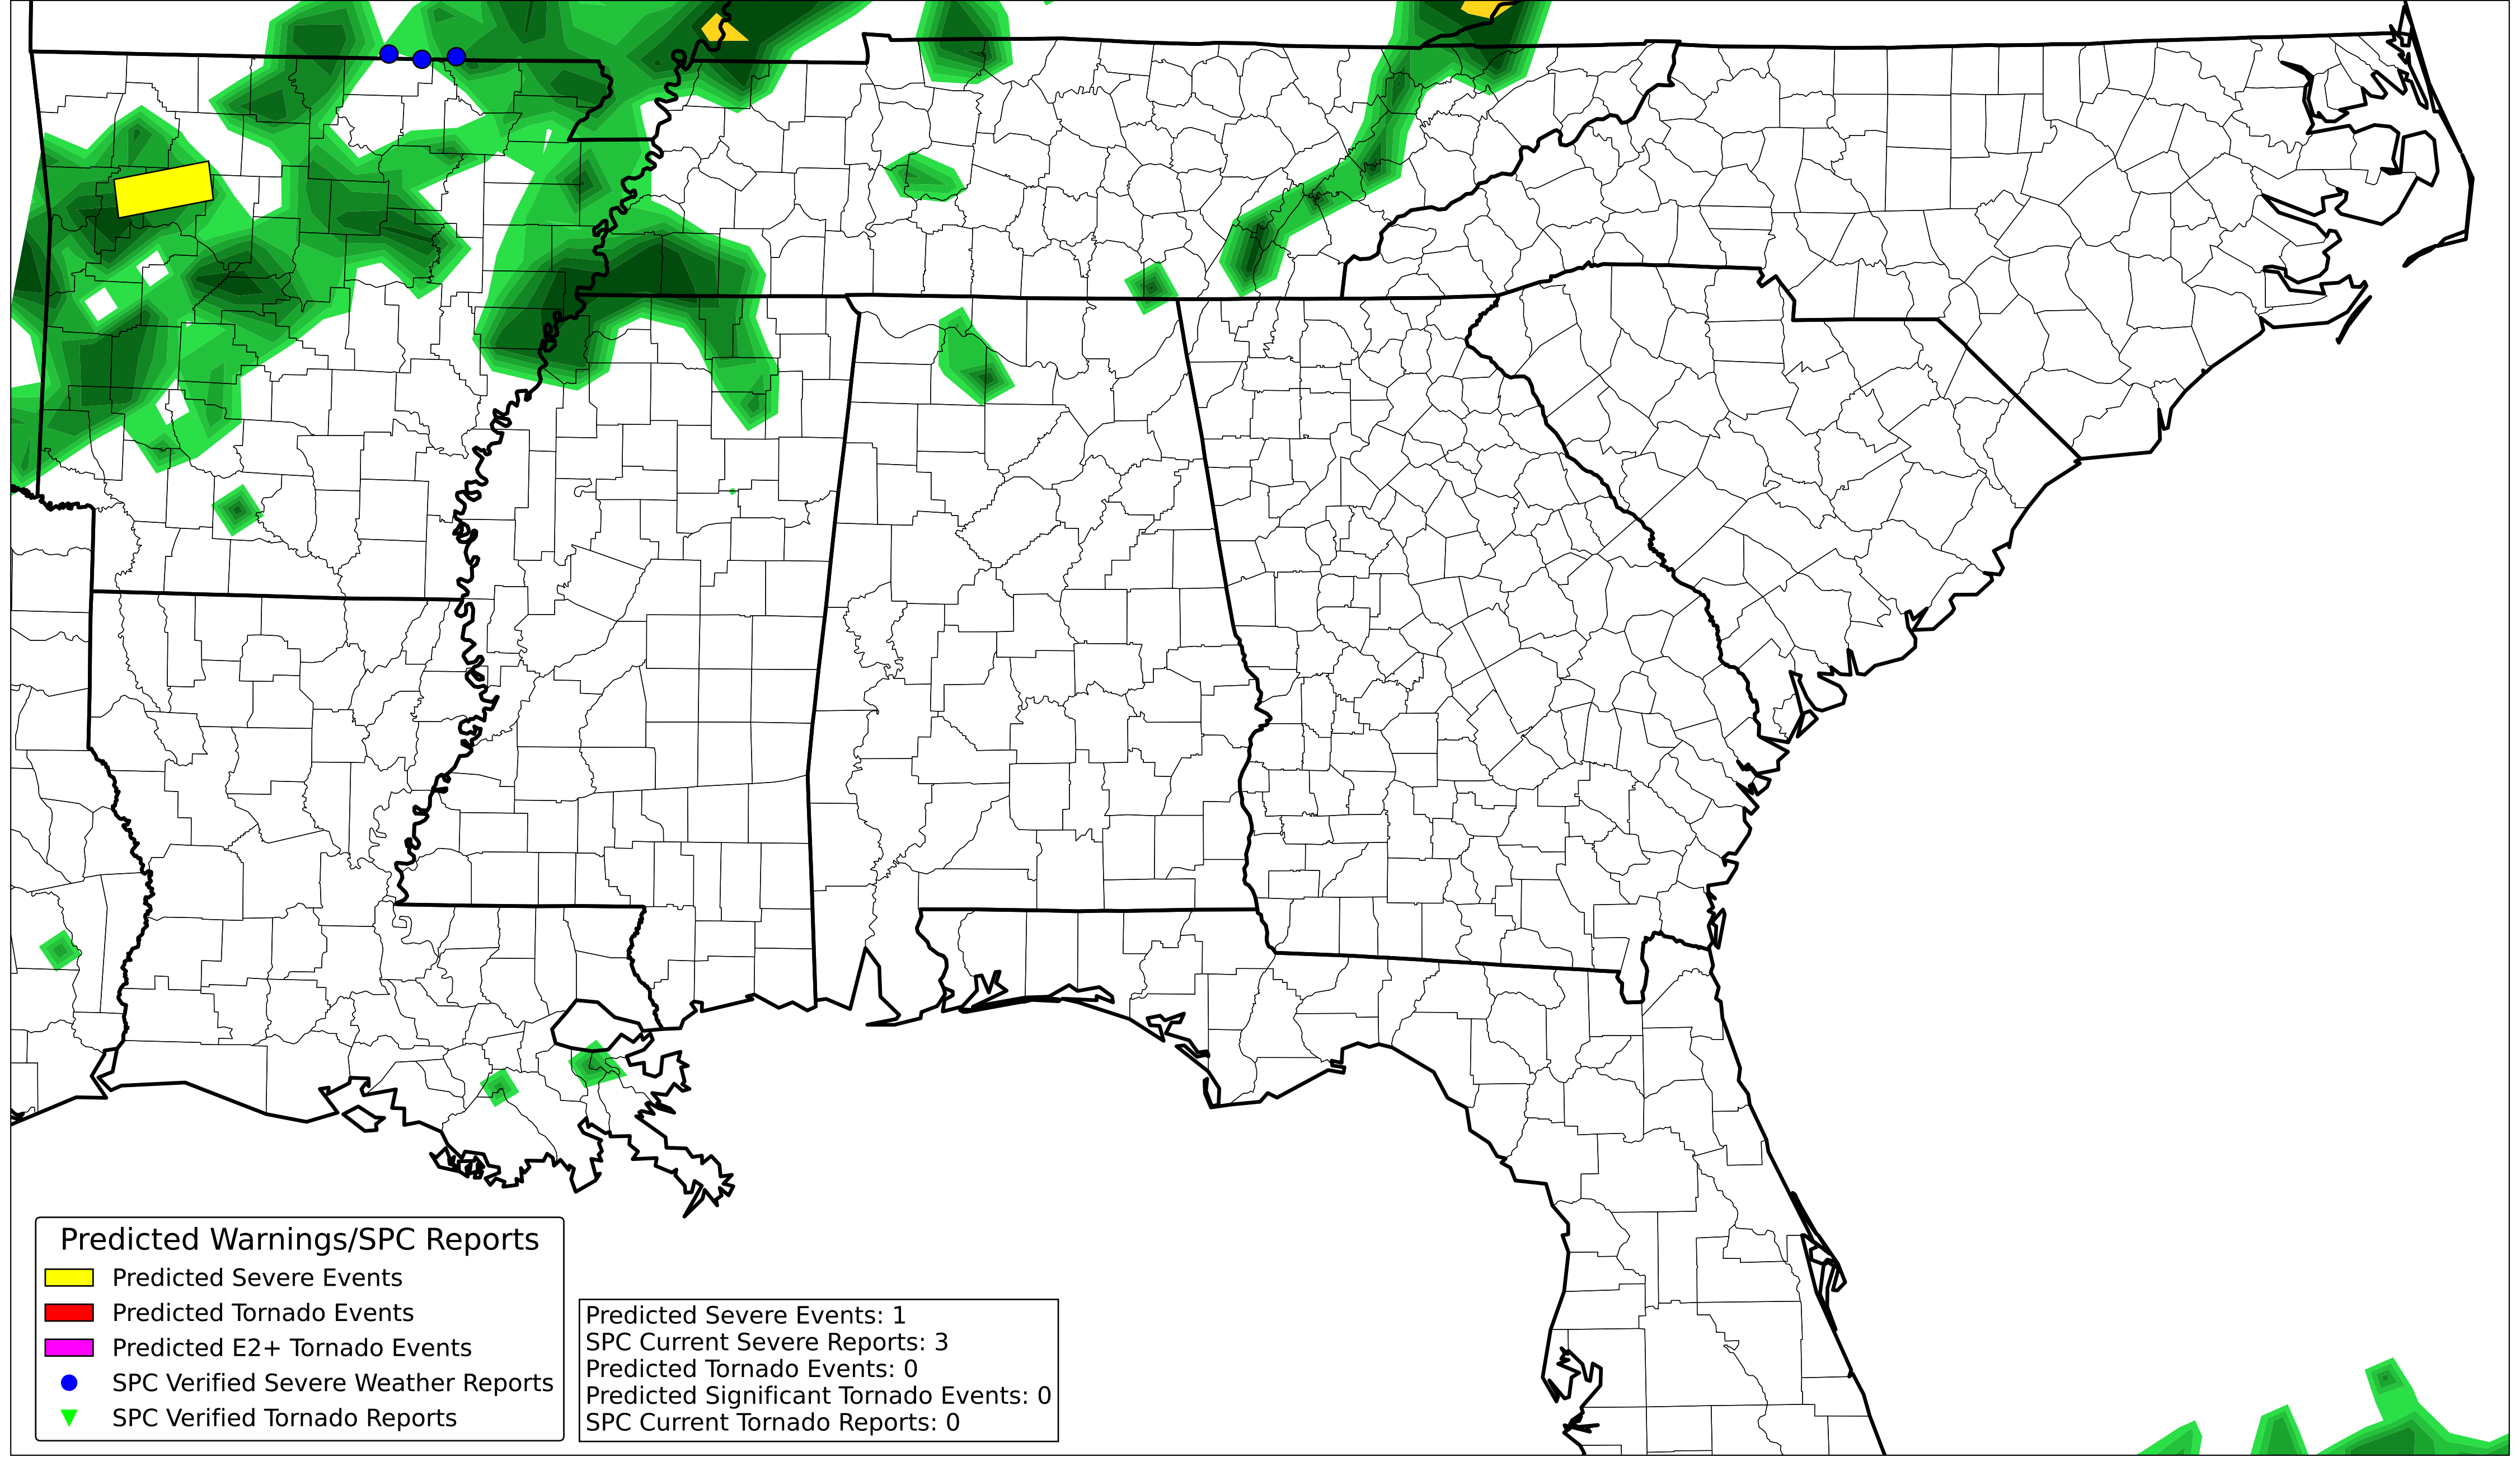 Predicted Warnings/SPC Reports
Predicted Severe Events
Predicted Tornado Events
Predicted E2+ Tornado Events
SPC Verified Severe Weather Reports
SPC Verified Tornado Reports
Predicted Severe Events: 1
SPC Current Severe Reports: 3
Predicted Tornado Events: 0
Predicted Significant Tornado Events: 0
SPC Current Tornado Reports: 0